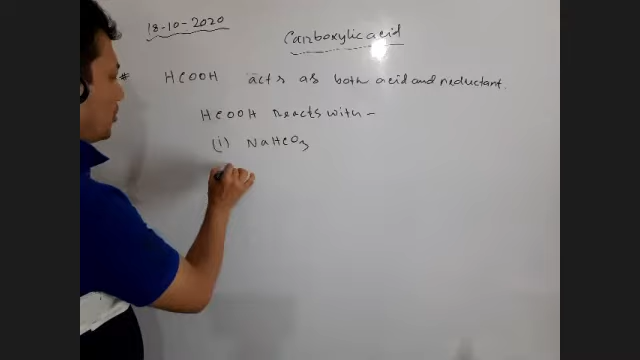 18-10-2020
Carboxylic acid
# HCOOH acts as both acid and reductant.
HCOOH Reacts with -
(i) NaHCO3